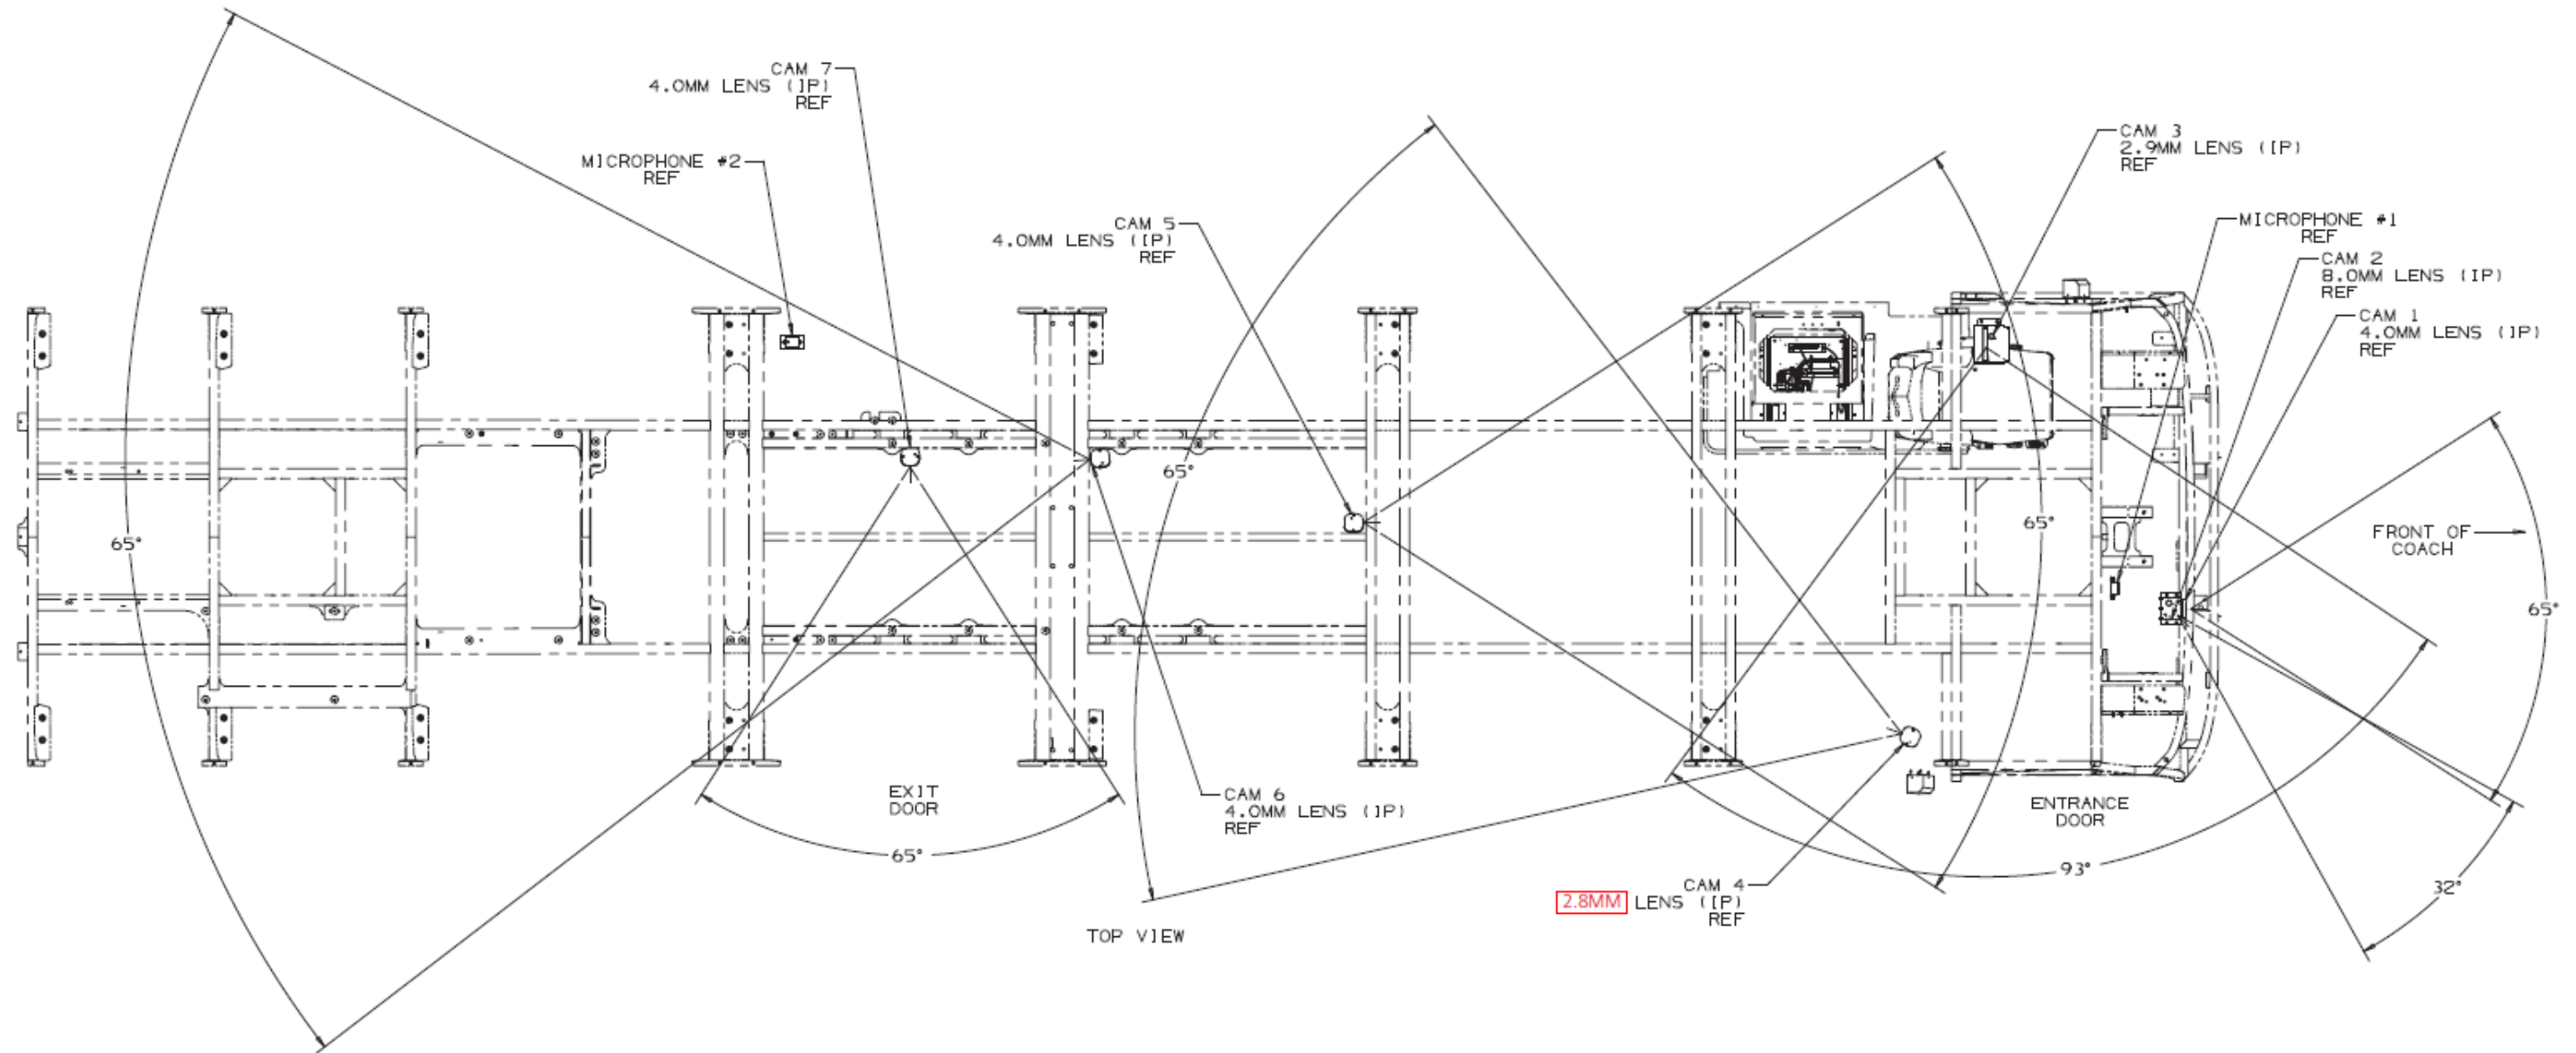 CAM 7
4.0MM LENS (IP)
REF
MICROPHONE #2
REF
CAM 5
4.0MM LENS (IP)
REF
CAM 3
2.9MM LENS (IP)
REF
MICROPHONE #1
REF
CAM 2
8.0MM LENS (IP)
REF
CAM 1
4.0MM LENS (IP)
REF
65°
65°
65°
FRONT OF
COACH
65°
EXIT
DOOR
65°
CAM 6
4.0MM LENS (IP)
REF
ENTRANCE
DOOR
93°
32°
CAM 4
2.8MM LENS (IP)
REF
TOP VIEW